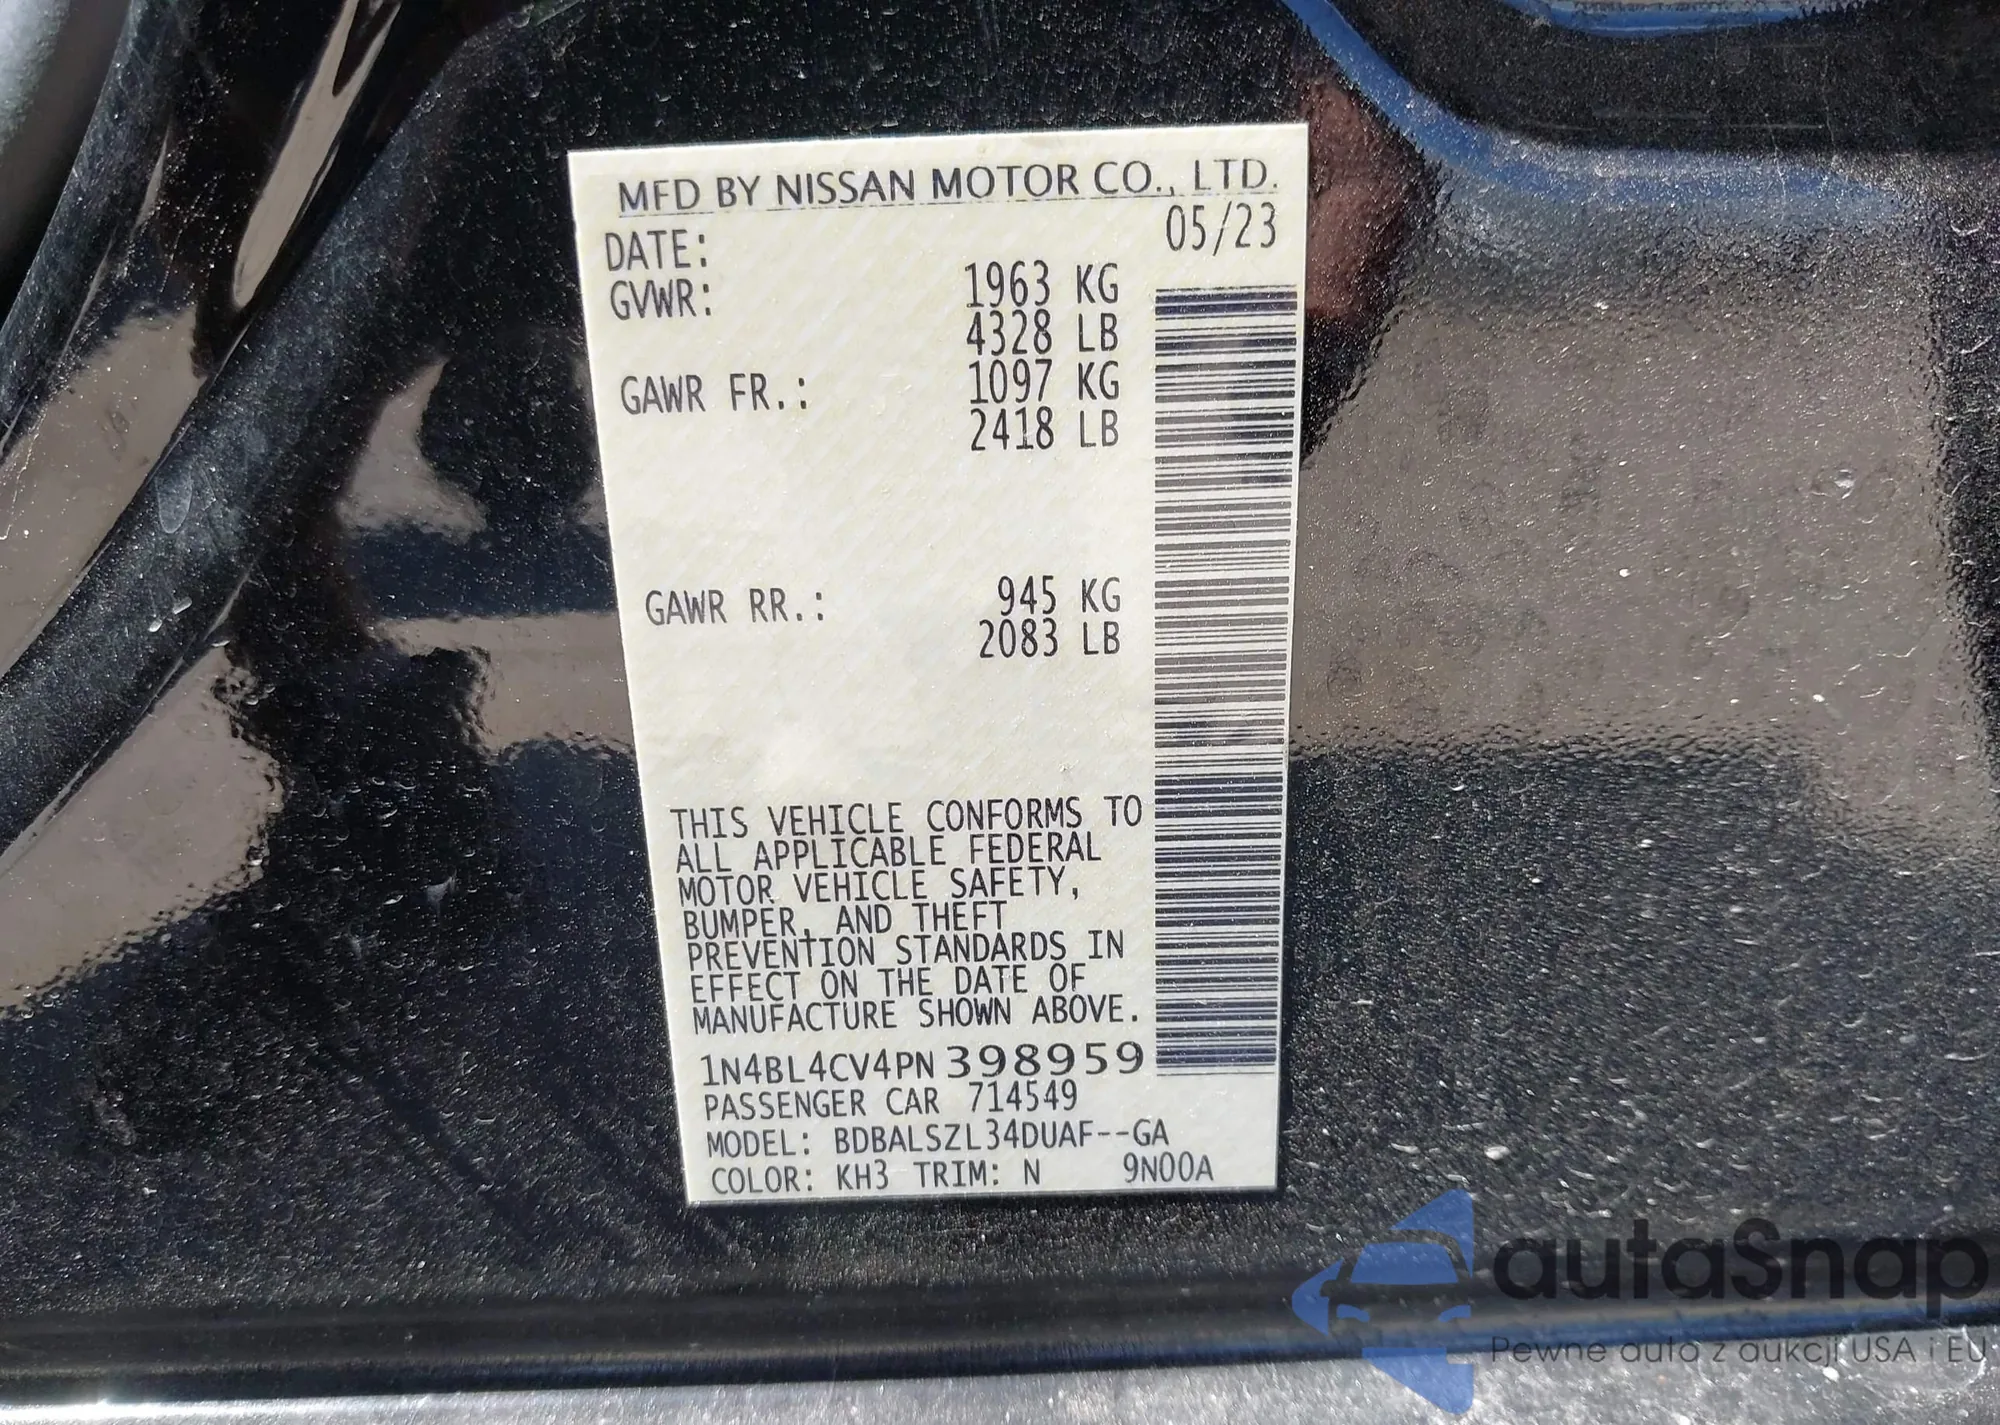 MFD BY NISSAN MOTOR CO., LTD.
DATE: 05/23
GVWR: 1963 KG
4328 LB
GAWR FR.: 1097 KG
2418 LB
GAWR RR.: 945 KG
2083 LB
THIS VEHICLE CONFORMS TO
ALL APPLICABLE FEDERAL
MOTOR VEHICLE SAFETY,
BUMPER, AND THEFT
PREVENTION STANDARDS IN
EFFECT ON THE DATE OF
MANUFACTURE SHOWN ABOVE.
1N4BL4CV4PN398959
PASSENGER CAR 714549
MODEL: BDBALSZL34DUAF--GA
COLOR: KH3 TRIM: N 9N00A
autaSnap
Pewne auta z aukcji USA i EU